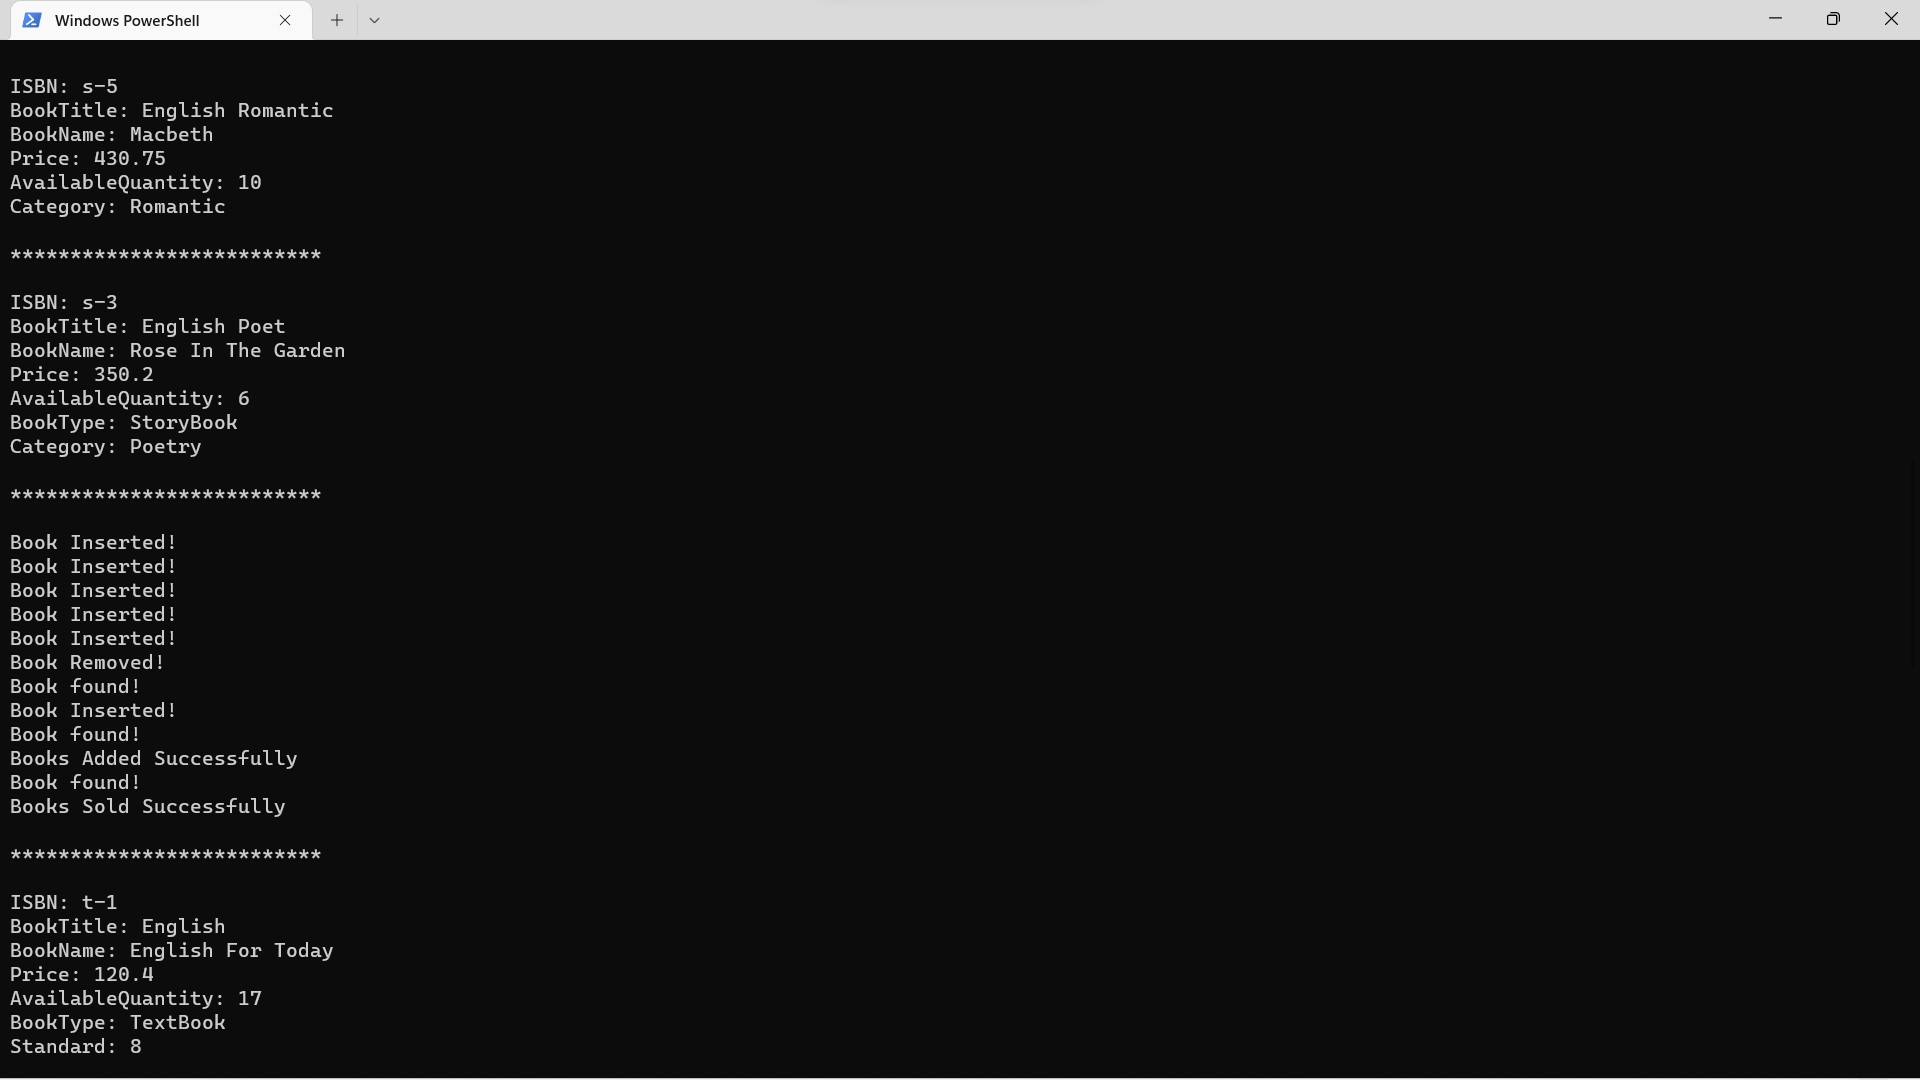 Windows PowerShell
ISBN: s-5
BookTitle: English Romantic
BookName: Macbeth
Price: 430.75
AvailableQuantity: 10
Category: Romantic
**************************
ISBN: s-3
BookTitle: English Poet
BookName: Rose In The Garden
Price: 350.2
AvailableQuantity: 6
BookType: StoryBook
Category: Poetry
**************************
Book Inserted!
Book Inserted!
Book Inserted!
Book Inserted!
Book Inserted!
Book Removed!
Book found!
Book Inserted!
Book found!
Books Added Successfully
Book found!
Books Sold Successfully
**************************
ISBN: t-1
BookTitle: English
BookName: English For Today
Price: 120.4
AvailableQuantity: 17
BookType: TextBook
Standard: 8